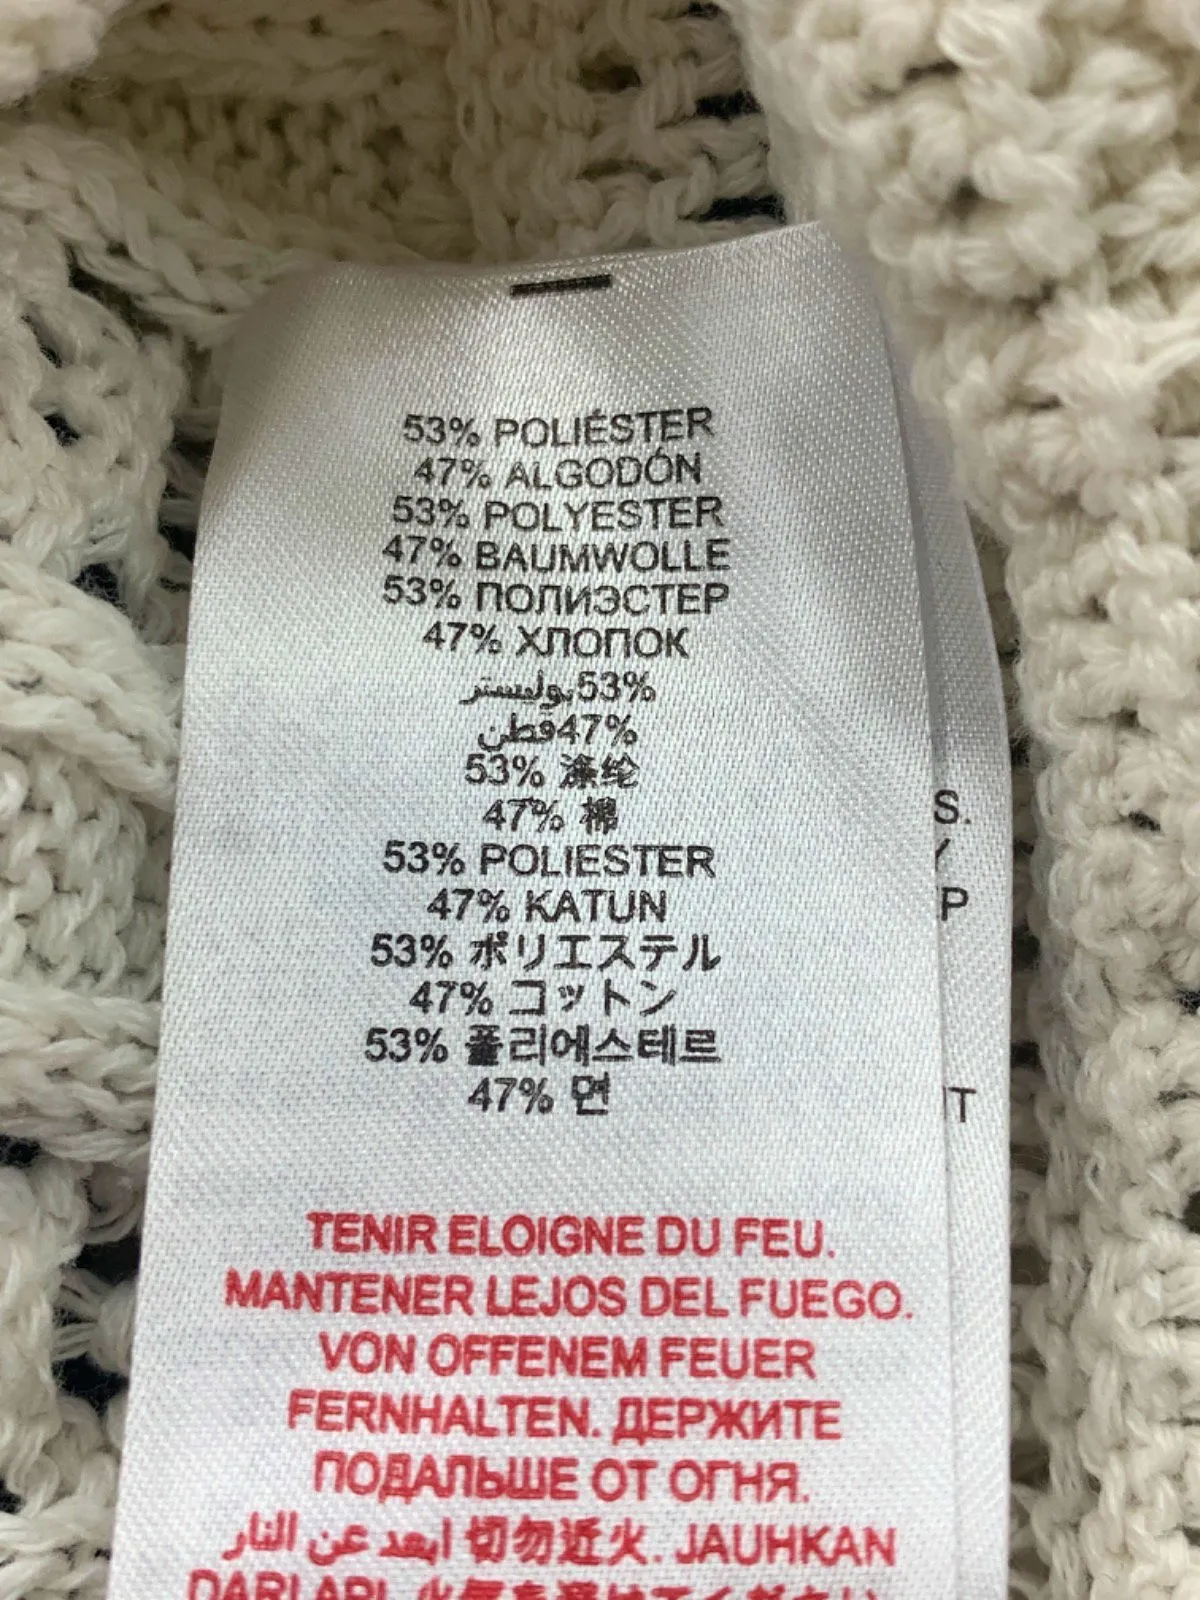 53% POLIÉSTER
47% ALGODÓN
53% POLYESTER
47% BAUMWOLLE
53% ПОЛИЭСТЕР
47% ХЛОПОК
53% بوليستر
47% قطن
53% 涤纶
47% 棉
53% POLIESTER
47% KATUN
53% ポリエステル
47% コットン
53% 폴리에스테르
47% 면
TENIR ELOIGNE DU FEU.
MANTENER LEJOS DEL FUEGO.
VON OFFENEM FEUER
FERNHALTEN. ДЕРЖИТЕ
ПОДАЛЬШЕ ОТ ОГНЯ.
ابعد عن النار 切勿近火. JAUHKAN
DARI API.
S.
/
P
T